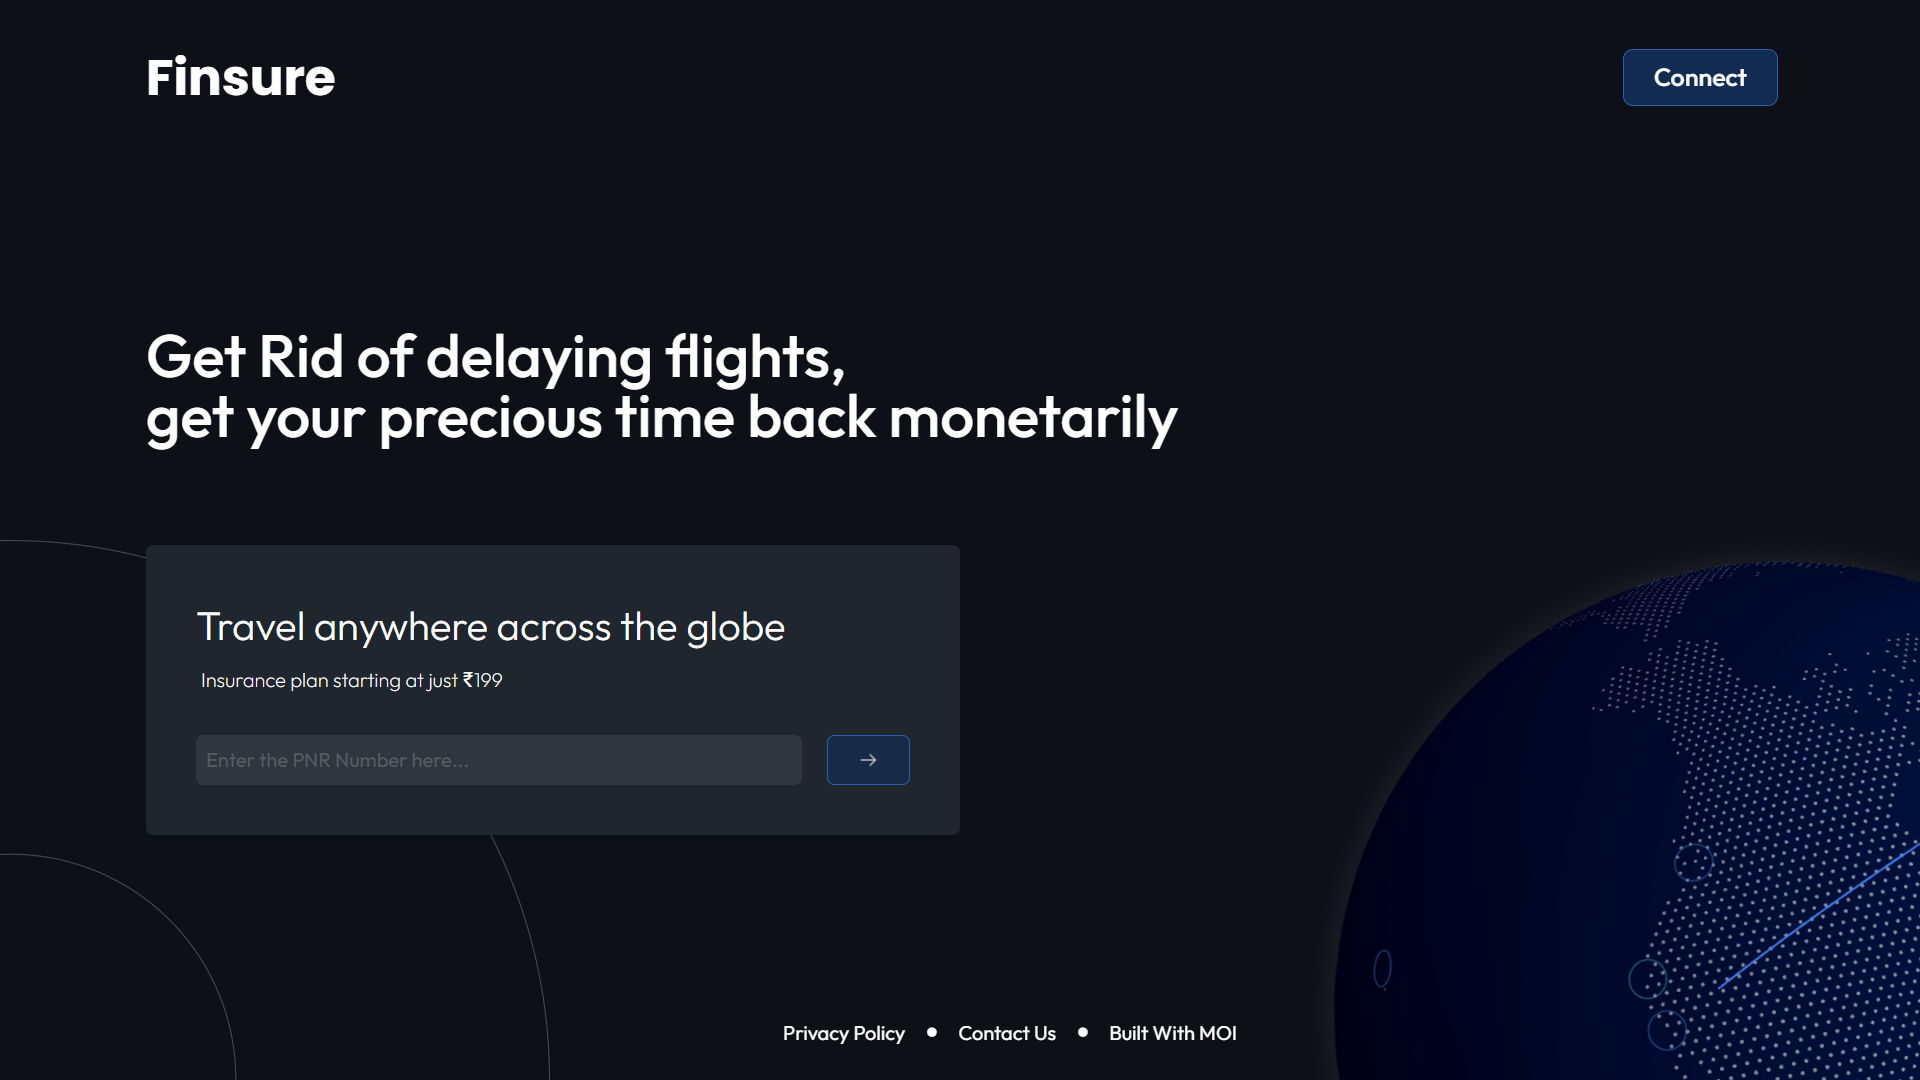 Finsure
Connect
Get Rid of delaying flights,
get your precious time back monetarily
Travel anywhere across the globe
Insurance plan starting at just ₹199
Enter the PNR Number here...
Privacy Policy • Contact Us • Built With MOI